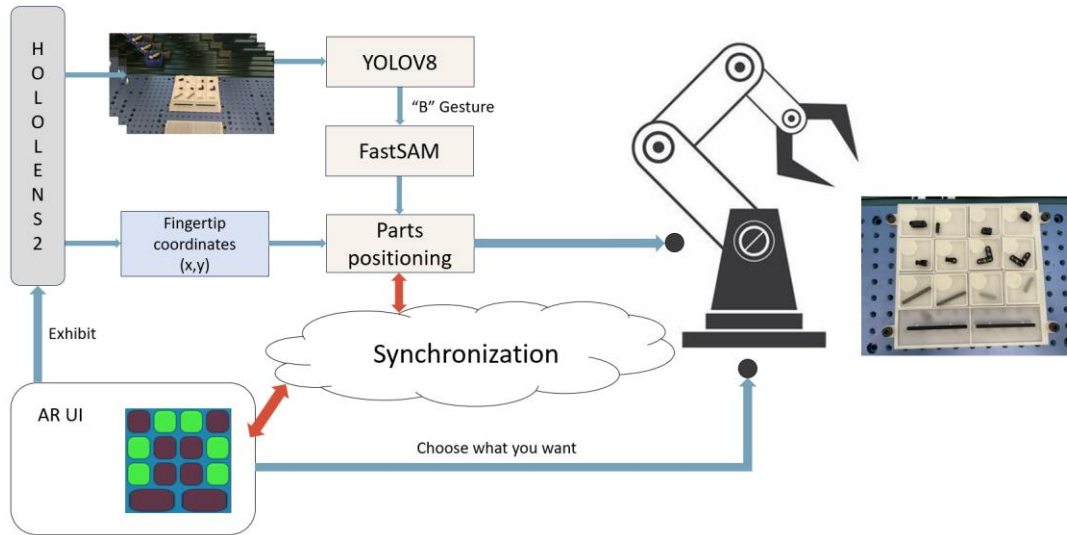 H
O
L
O
L
E
N
S
2
YOLOV8
“B” Gesture
FastSAM
Fingertip
coordinates
(x,y)
Parts
positioning
Exhibit
Synchronization
AR UI
Choose what you want